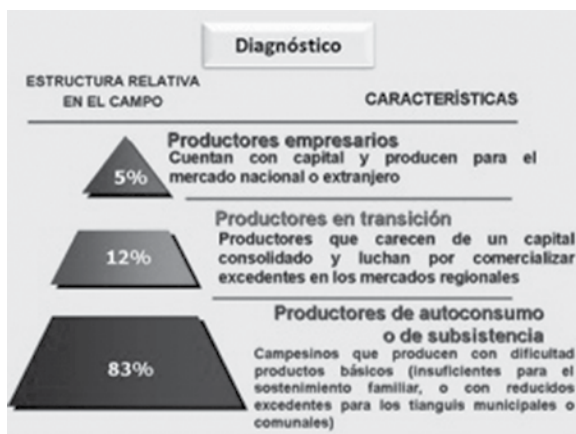 Diagnóstico
ESTRUCTURA RELATIVA
EN EL CAMPO
CARACTERÍSTICAS
5%
Productores empresarios
Cuentan con capital y producen para el
mercado nacional o extranjero
12%
Productores en transición
Productores que carecen de un capital
consolidado y luchan por comercializar
excedentes en los mercados regionales
83%
Productores de autoconsumo
o de subsistencia
Campesinos que producen con dificultad
productos básicos (insuficientes para el
sostenimiento familiar, o con reducidos
excedentes para los tianguis municipales o
comunales)